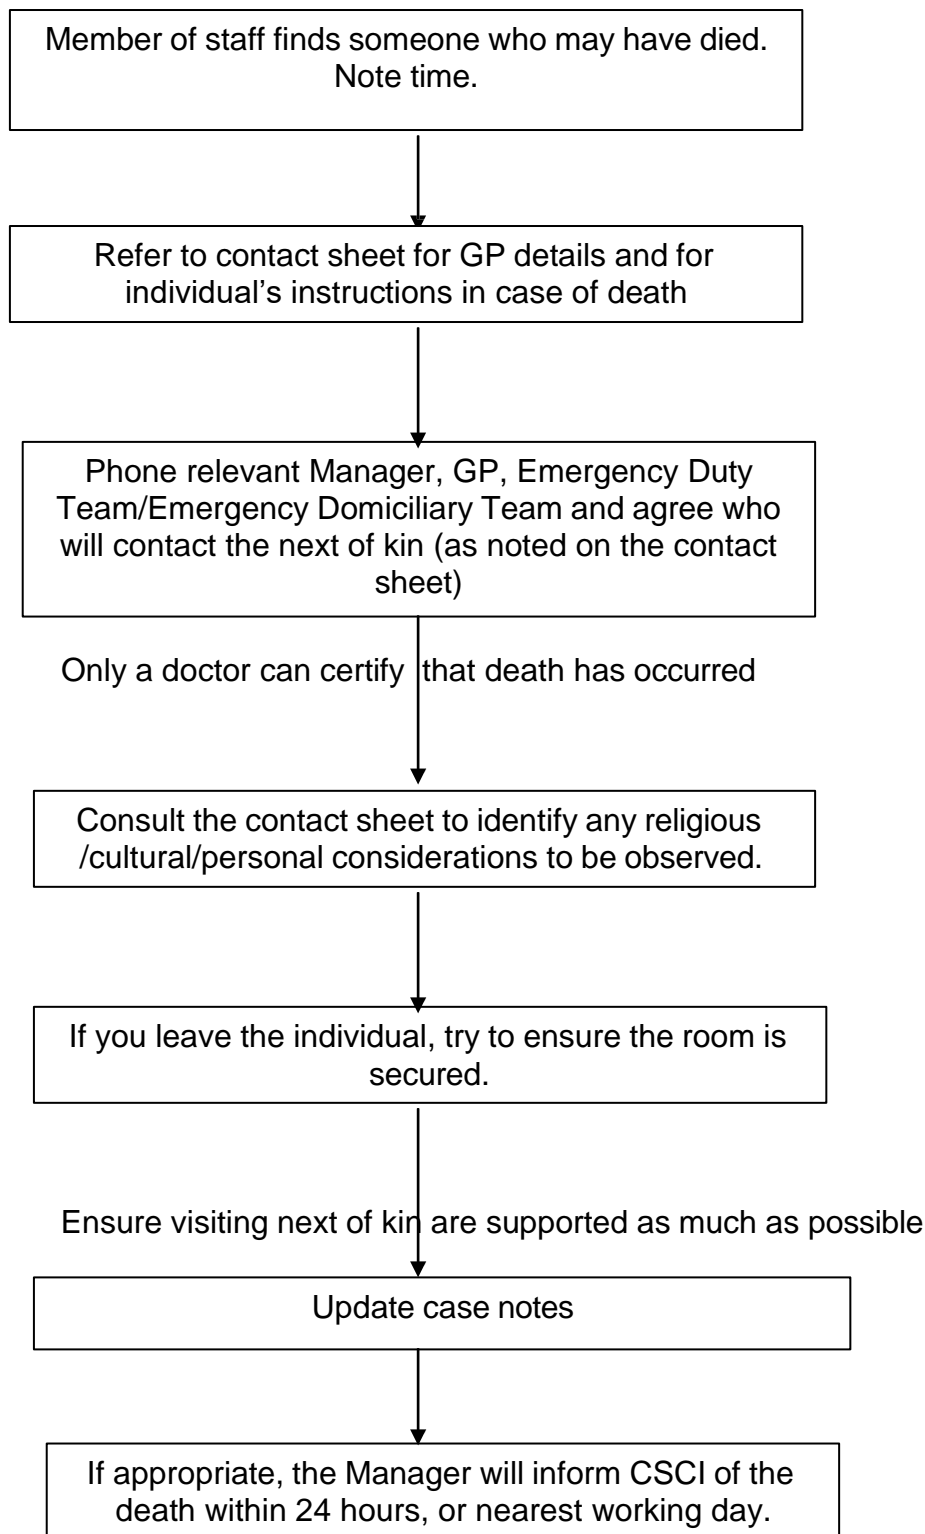 Member of staff finds someone who may have died.
Note time.
Refer to contact sheet for GP details and for
individual’s instructions in case of death
Phone relevant Manager, GP, Emergency Duty
Team/Emergency Domiciliary Team and agree who
will contact the next of kin (as noted on the contact
sheet)
Only a doctor can certify that death has occurred
Consult the contact sheet to identify any religious
/cultural/personal considerations to be observed.
If you leave the individual, try to ensure the room is
secured.
Ensure visiting next of kin are supported as much as possible
Update case notes
If appropriate, the Manager will inform CSCI of the
death within 24 hours, or nearest working day.